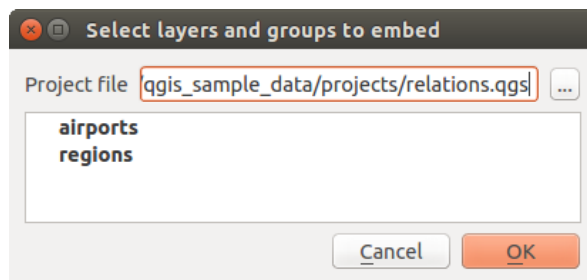 Select layers and groups to embed
Project file /qgis_sample_data/projects/relations.qgs ...
airports
regions
Cancel OK